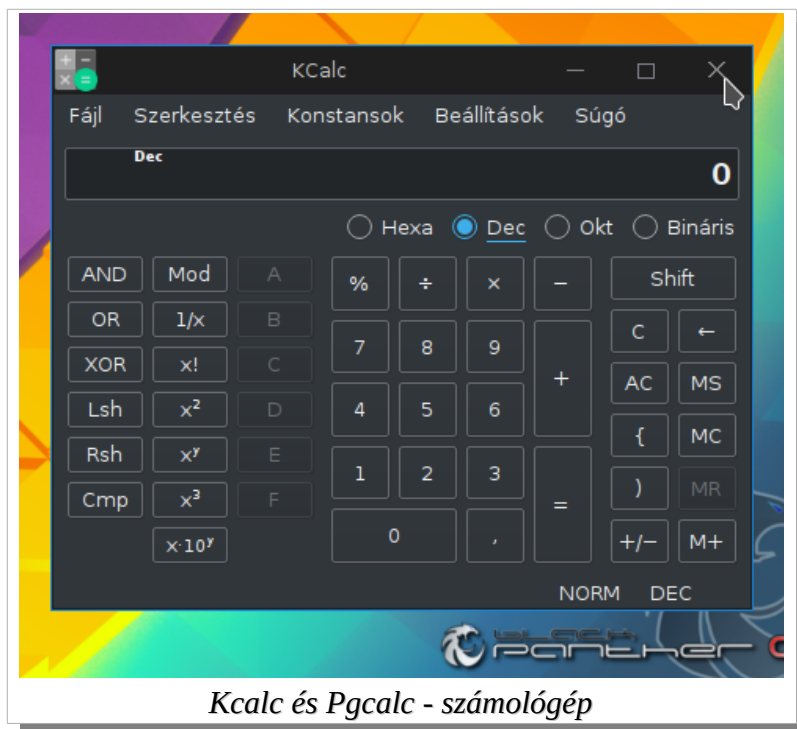 KCalc
Fájl Szerkesztés Konstansok Beállítások Súgó
Dec
0
Hexa Dec Okt Bináris
AND Mod A % ÷ × − Shift
OR 1/x B C ←
7 8 9 +
XOR x! C AC MS
Lsh x² D 4 5 6
{ MC
Rsh xʸ E 1 2 3 =
) MR
Cmp x³ F
x·10ʸ 0 , +/− M+
NORM DEC
black
panther
Kcalc és Pgcalc - számológép